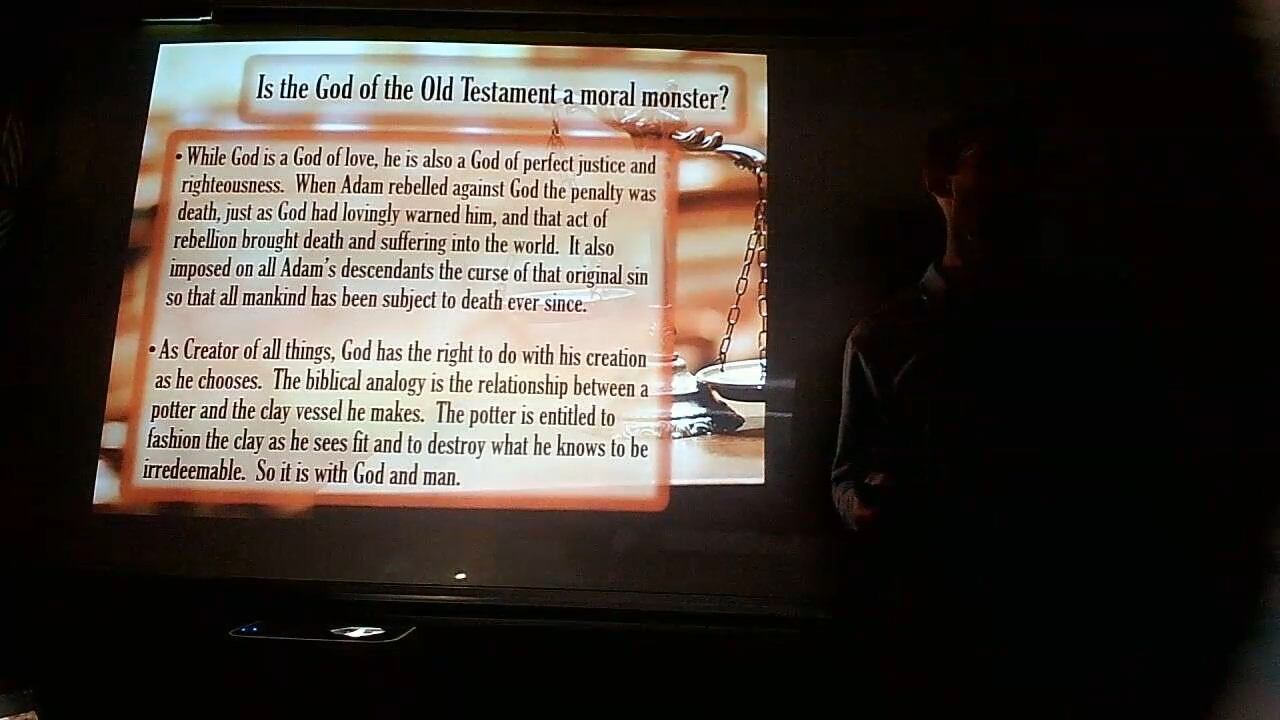 Is the God of the Old Testament a moral monster?
• While God is a God of love, he is also a God of perfect justice and
righteousness. When Adam rebelled against God the penalty was
death, just as God had lovingly warned him, and that act of
rebellion brought death and suffering into the world. It also
imposed on all Adam's descendants the curse of that original sin
so that all mankind has been subject to death ever since.
• As Creator of all things, God has the right to do with his creation
as he chooses. The biblical analogy is the relationship between a
potter and the clay vessel he makes. The potter is entitled to
fashion the clay as he sees fit and to destroy what he knows to be
irredeemable. So it is with God and man.